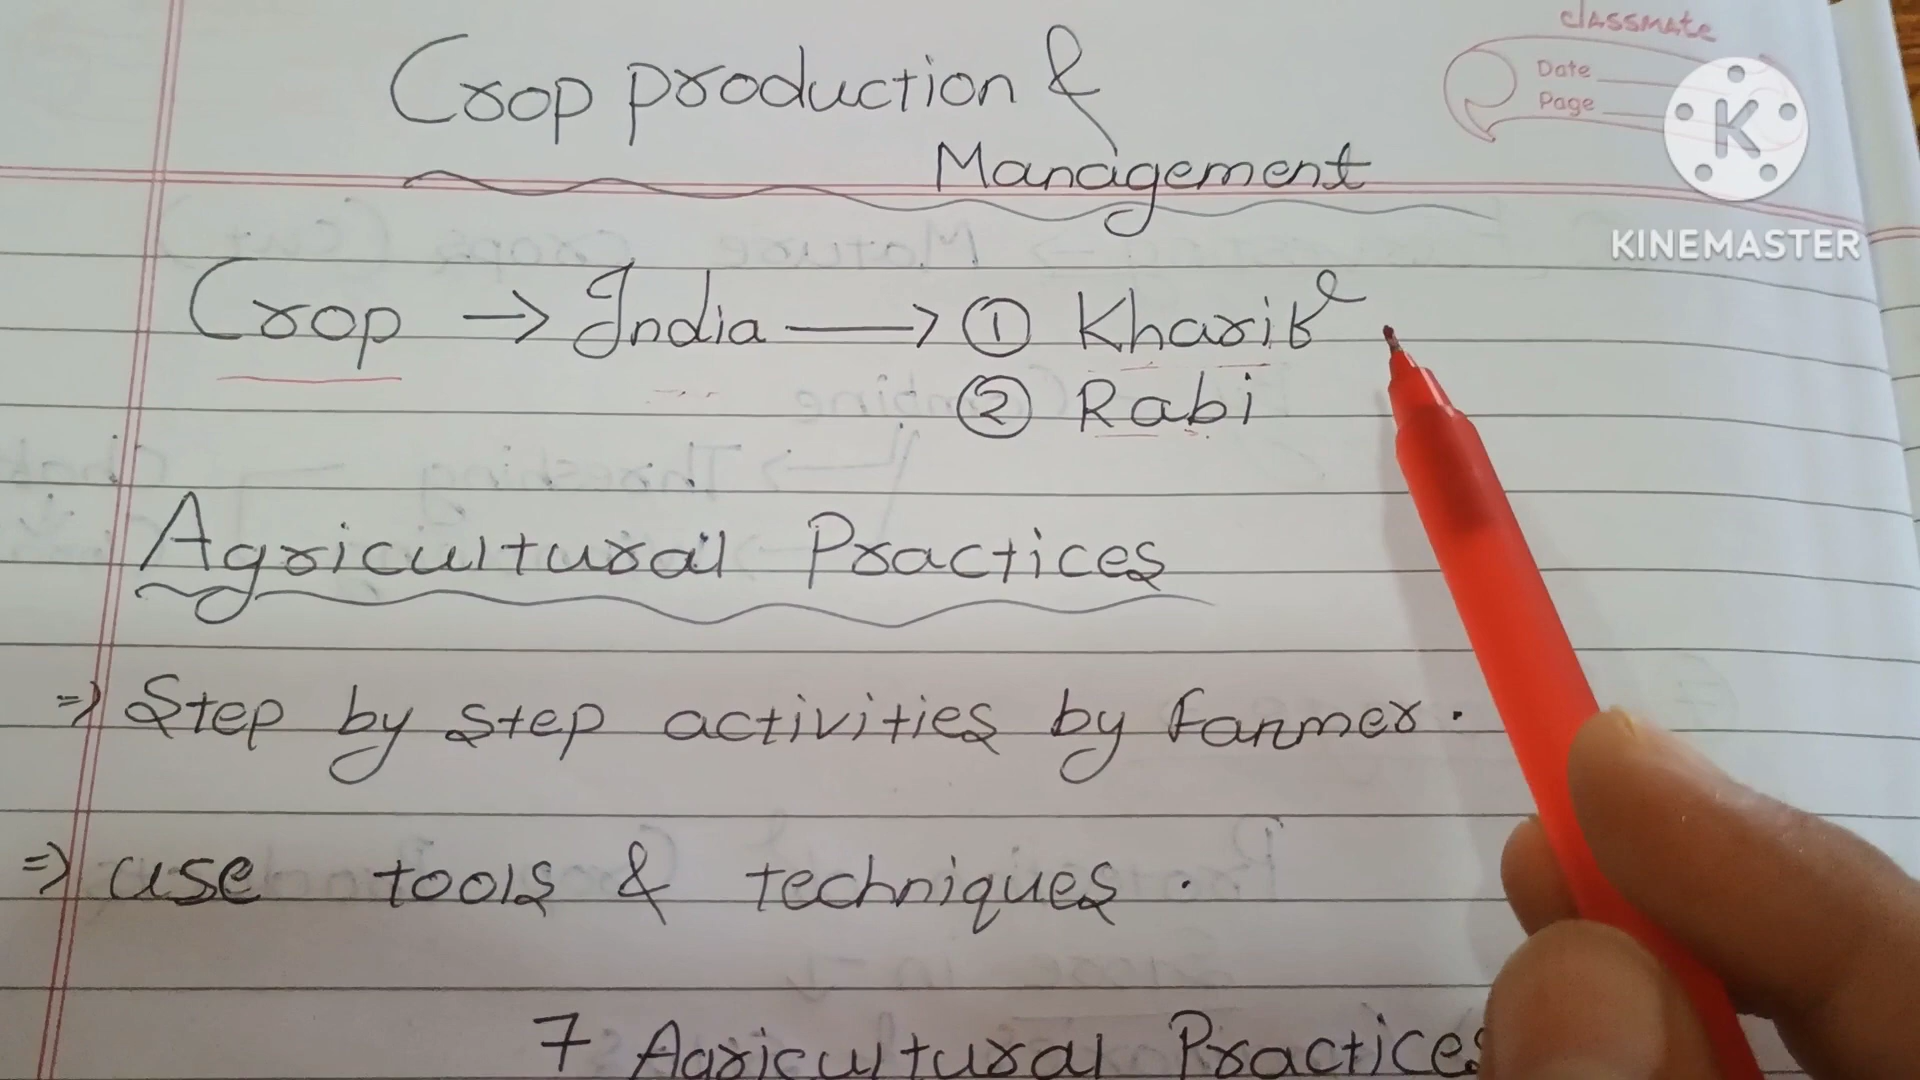 classmate
Date
Page
KINEMASTER
Crop production &
Management
Crop → India → ① Kharif
② Rabi
Agricultural Practices
⇒ Step by step activities by farmer.
⇒ use tools & techniques.
7 Agricultural Practices